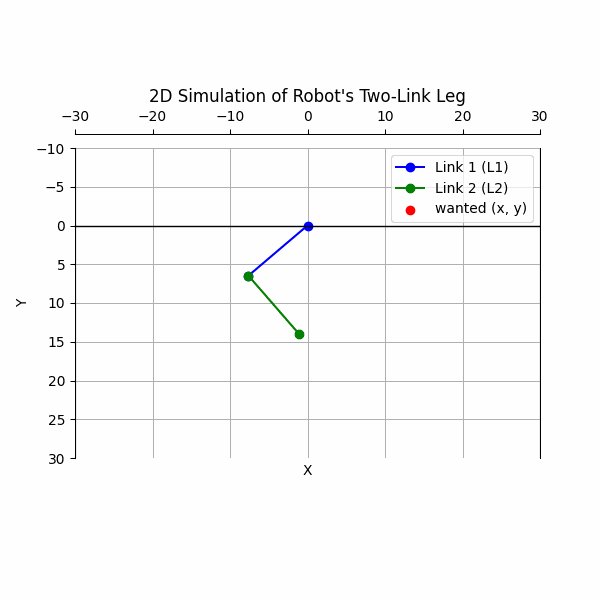 2D Simulation of Robot's Two-Link Leg
−30 −20 −10 0 10 20 30
Link 1 (L1)
Link 2 (L2)
wanted (x, y)
−10
−5
0
5
10
15
20
25
30
Y
X